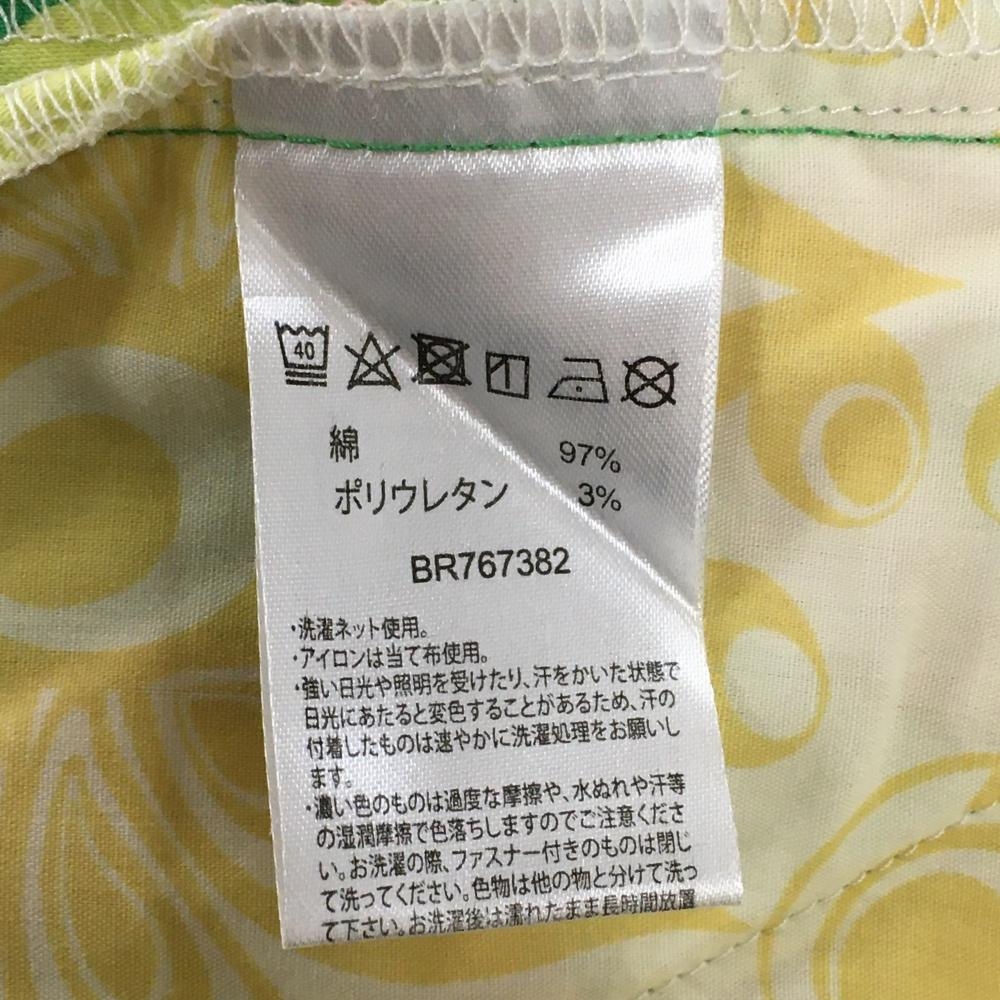 40
綿 97%
ポリウレタン 3%
BR767382
・洗濯ネット使用。
・アイロンは当て布使用。
・強い日光や照明を受けたり、汗をかいた状態で
日光にあたると変色することがあるため、汗の
付着したものは速やかに洗濯処理をお願いし
ます。
・濃い色のものは過度な摩擦や、水ぬれや汗等
の湿潤摩擦で色落ちしますのでご注意くださ
い。お洗濯の際、ファスナー付きのものは閉じ
て洗ってください。色物は他の物と分けて洗っ
て下さい。お洗濯後は濡れたまま長時間放置